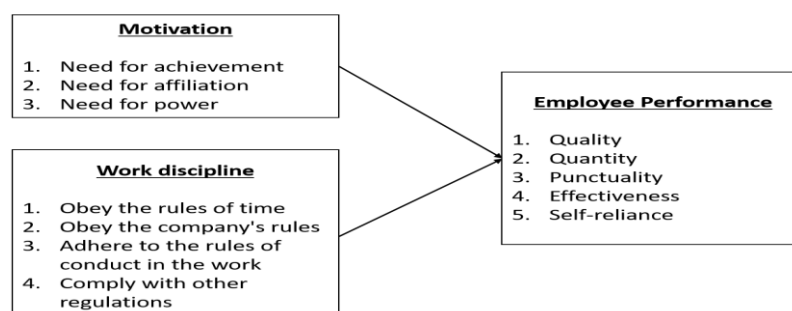 Motivation
1. Need for achievement
2. Need for affiliation
3. Need for power
Work discipline
1. Obey the rules of time
2. Obey the company's rules
3. Adhere to the rules of
conduct in the work
4. Comply with other
regulations
Employee Performance
1. Quality
2. Quantity
3. Punctuality
4. Effectiveness
5. Self-reliance